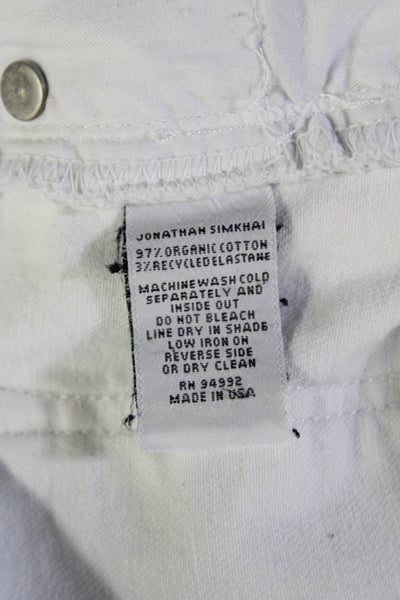 JONATHAN SIMKHAI
97% ORGANIC COTTON
3% RECYCLED ELASTANE
MACHINE WASH COLD
SEPARATELY AND
INSIDE OUT
DO NOT BLEACH
LINE DRY IN SHADE
LOW IRON ON
REVERSE SIDE
OR DRY CLEAN
RN 94992
MADE IN USA